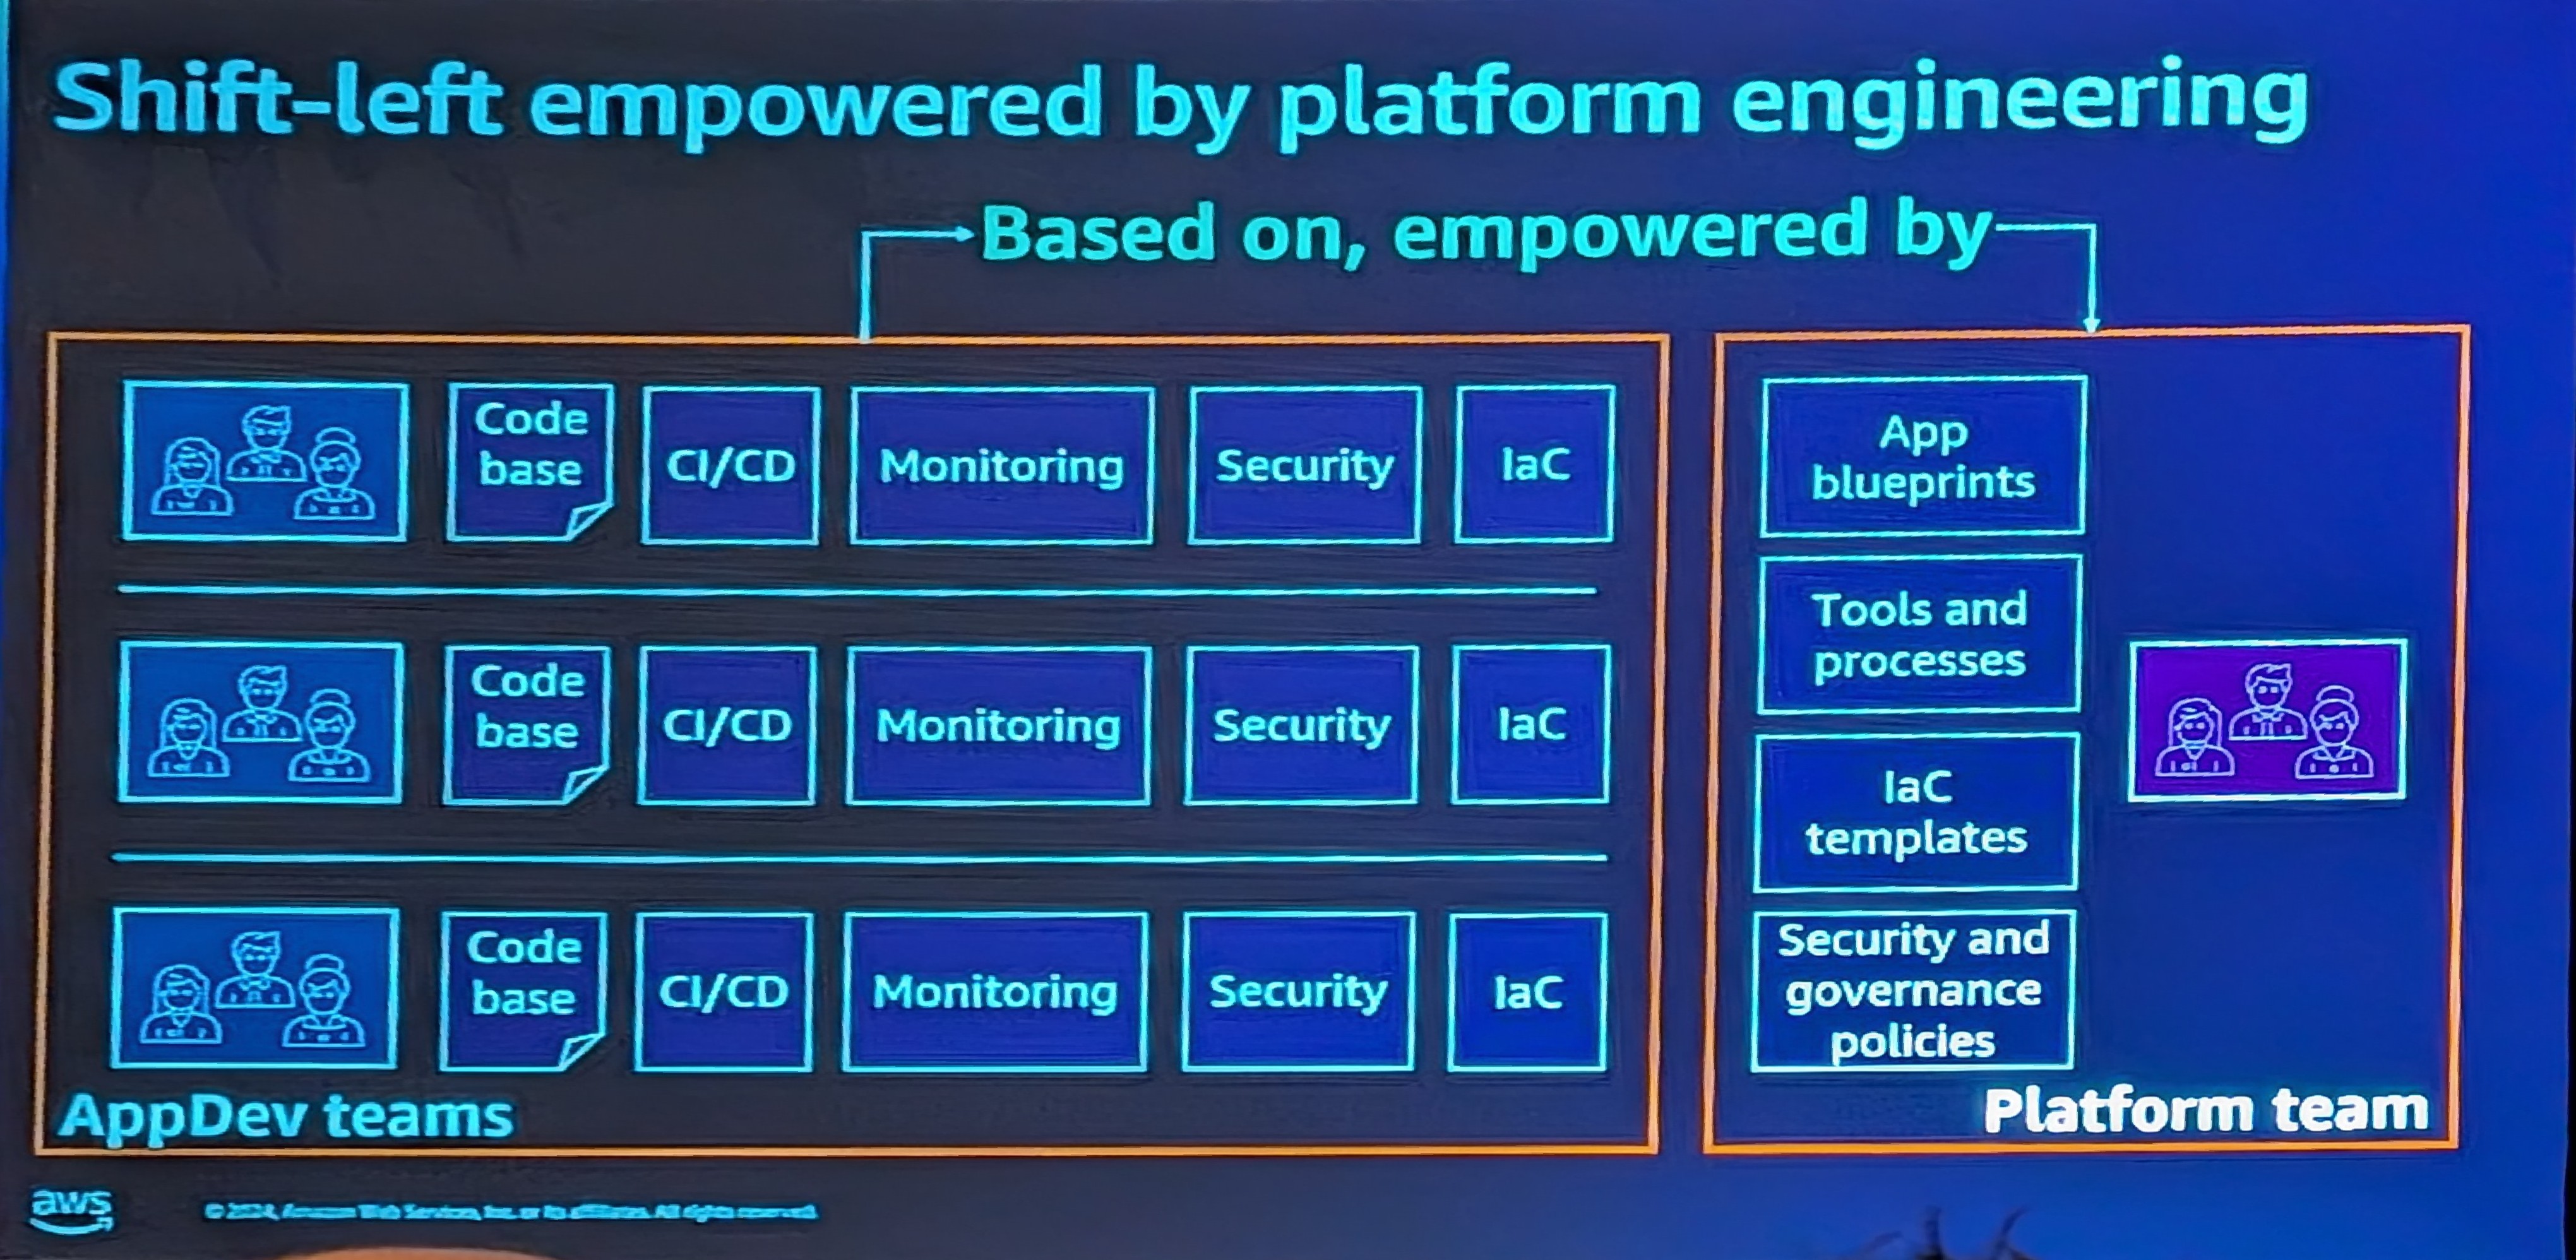 Shift-left empowered by platform engineering
Based on, empowered by
Code
base
CI/CD
Monitoring
Security
IaC
Code
base
CI/CD
Monitoring
Security
IaC
Code
base
CI/CD
Monitoring
Security
IaC
AppDev teams
App
blueprints
Tools and
processes
IaC
templates
Security and
governance
policies
Platform team
aws
© 2024, Amazon Web Services, Inc. or its affiliates. All rights reserved.